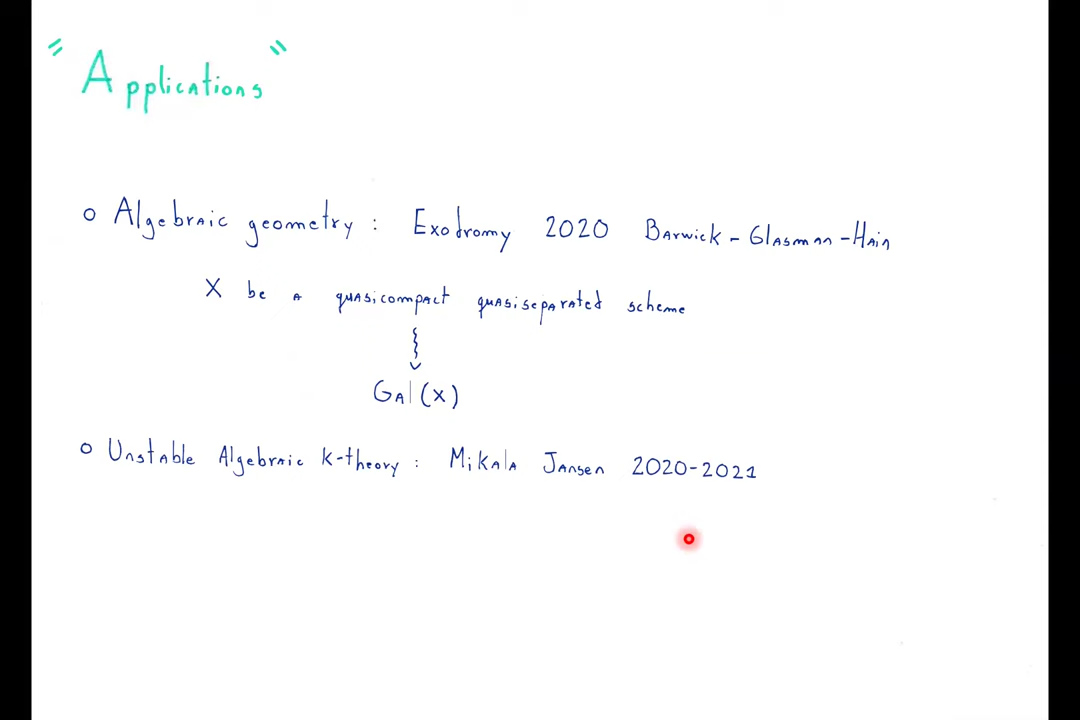 "Applications"
o Algebraic geometry : Exodromy 2020 Barwick - Glasman - Hain
X be a quasicompact quasiseparated scheme
Gal(X)
o Unstable Algebraic K-theory : Mikala Jansen 2020-2021